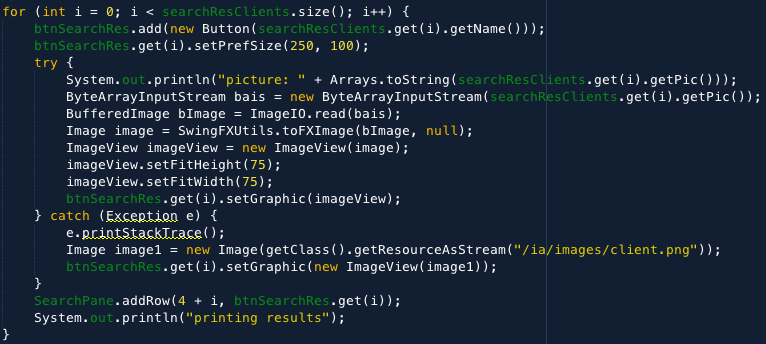 for (int i = 0; i < searchResClients.size(); i++) {
    btnSearchRes.add(new Button(searchResClients.get(i).getName()));
    btnSearchRes.get(i).setPrefSize(250, 100);
    try {
        System.out.println("picture: " + Arrays.toString(searchResClients.get(i).getPic()));
        ByteArrayInputStream bais = new ByteArrayInputStream(searchResClients.get(i).getPic());
        BufferedImage bImage = ImageIO.read(bais);
        Image image = SwingFXUtils.toFXImage(bImage, null);
        ImageView imageView = new ImageView(image);
        imageView.setFitHeight(75);
        imageView.setFitWidth(75);
        btnSearchRes.get(i).setGraphic(imageView);
    } catch (Exception e) {
        e.printStackTrace();
        Image image1 = new Image(getClass().getResourceAsStream("/ia/images/client.png"));
        btnSearchRes.get(i).setGraphic(new ImageView(image1));
    }
    SearchPane.addRow(4 + i, btnSearchRes.get(i));
    System.out.println("printing results");
}